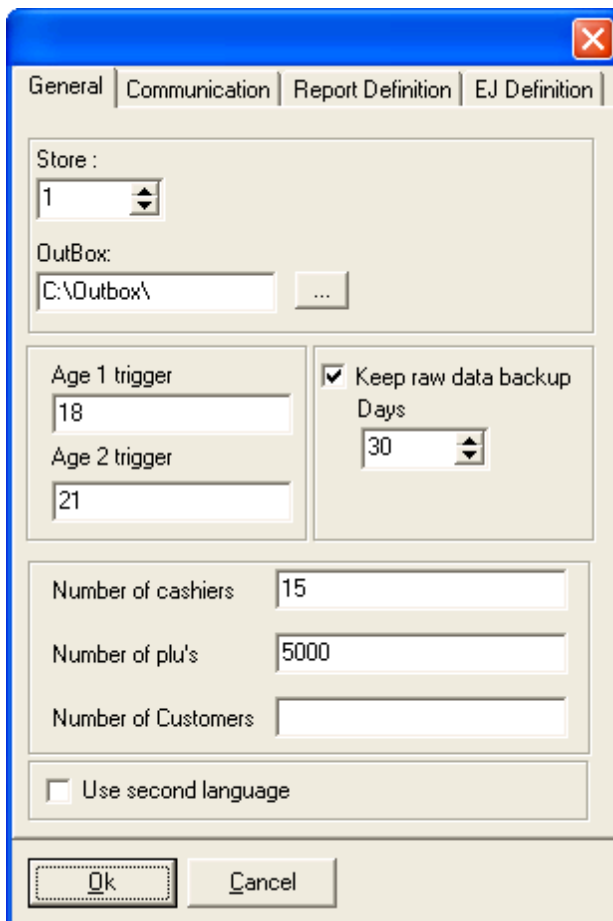 General Communication Report Definition EJ Definition
Store :
1
OutBox:
C:\Outbox\ ...
Age 1 trigger
18
Age 2 trigger
21
Keep raw data backup
Days
30
Number of cashiers 15
Number of plu's 5000
Number of Customers
Use second language
Ok Cancel